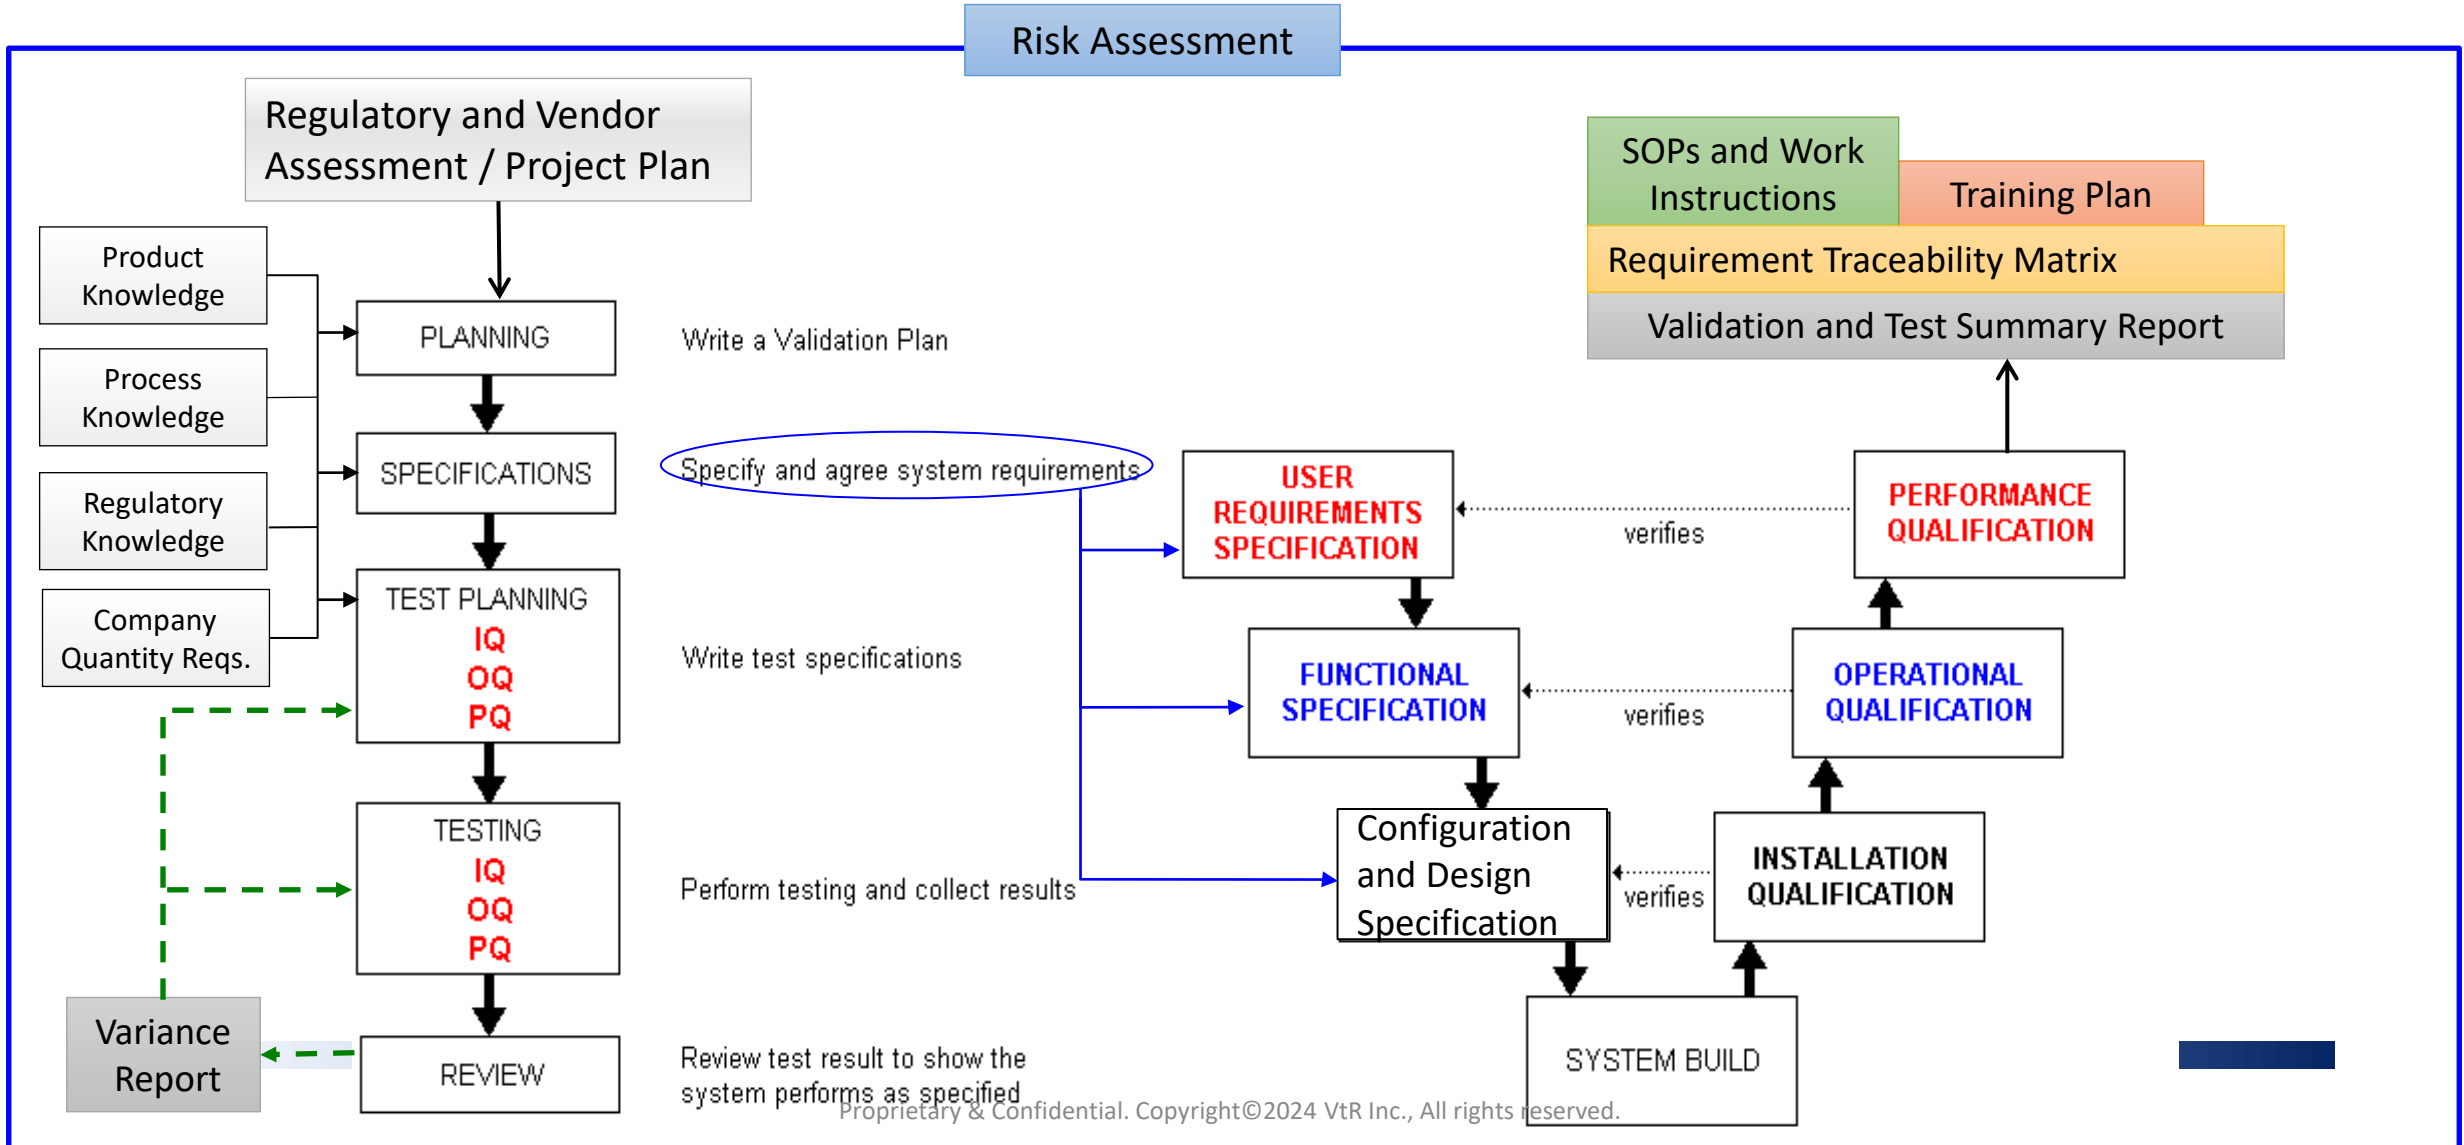 Risk Assessment
Regulatory and Vendor
Assessment / Project Plan
Product
Knowledge
Process
Knowledge
Regulatory
Knowledge
Company
Quantity Reqs.
PLANNING
Write a Validation Plan
SPECIFICATIONS
Specify and agree system requirements
TEST PLANNING
IQ
OQ
PQ
Write test specifications
TESTING
IQ
OQ
PQ
Perform testing and collect results
Variance
Report
REVIEW
Review test result to show the
system performs as specified
USER
REQUIREMENTS
SPECIFICATION
verifies
PERFORMANCE
QUALIFICATION
FUNCTIONAL
SPECIFICATION
verifies
OPERATIONAL
QUALIFICATION
Configuration
and Design
Specification
verifies
INSTALLATION
QUALIFICATION
SYSTEM BUILD
SOPs and Work
Instructions
Training Plan
Requirement Traceability Matrix
Validation and Test Summary Report
Proprietary & Confidential. Copyright©2024 VtR Inc., All rights reserved.